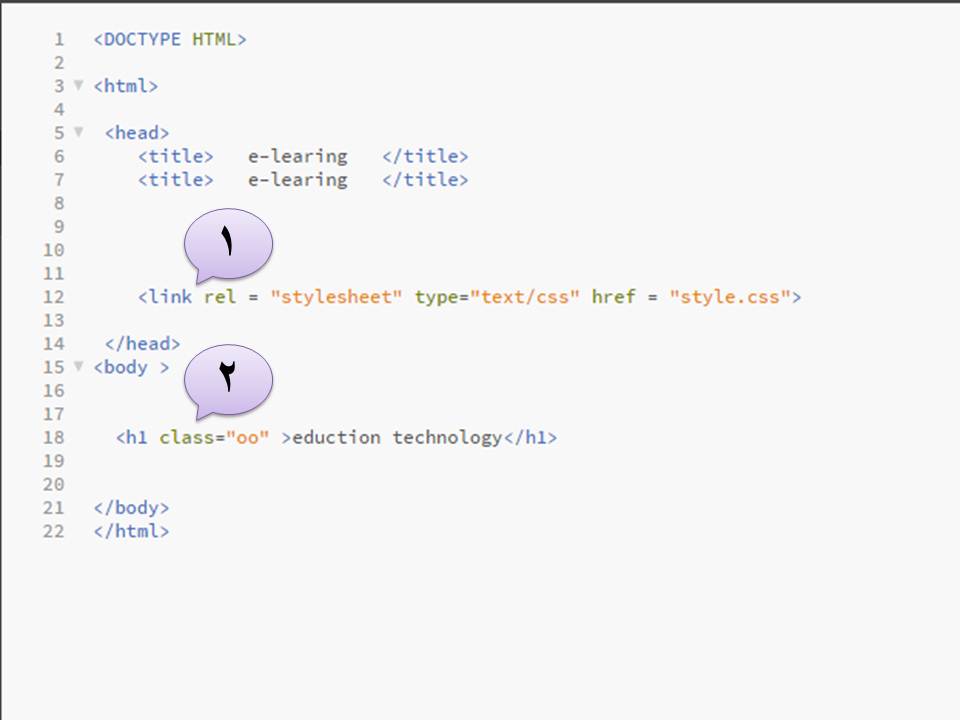 1 <DOCTYPE HTML>
2
3 <html>
4
5 <head>
6 <title> e-learing </title>
7 <title> e-learing </title>
8
9
١
10
11
12 <link rel = "stylesheet" type="text/css" href = "style.css">
13
14 </head>
15 <body >
٢
16
17
18 <h1 class="oo" >eduction technology</h1>
19
20
21 </body>
22 </html>